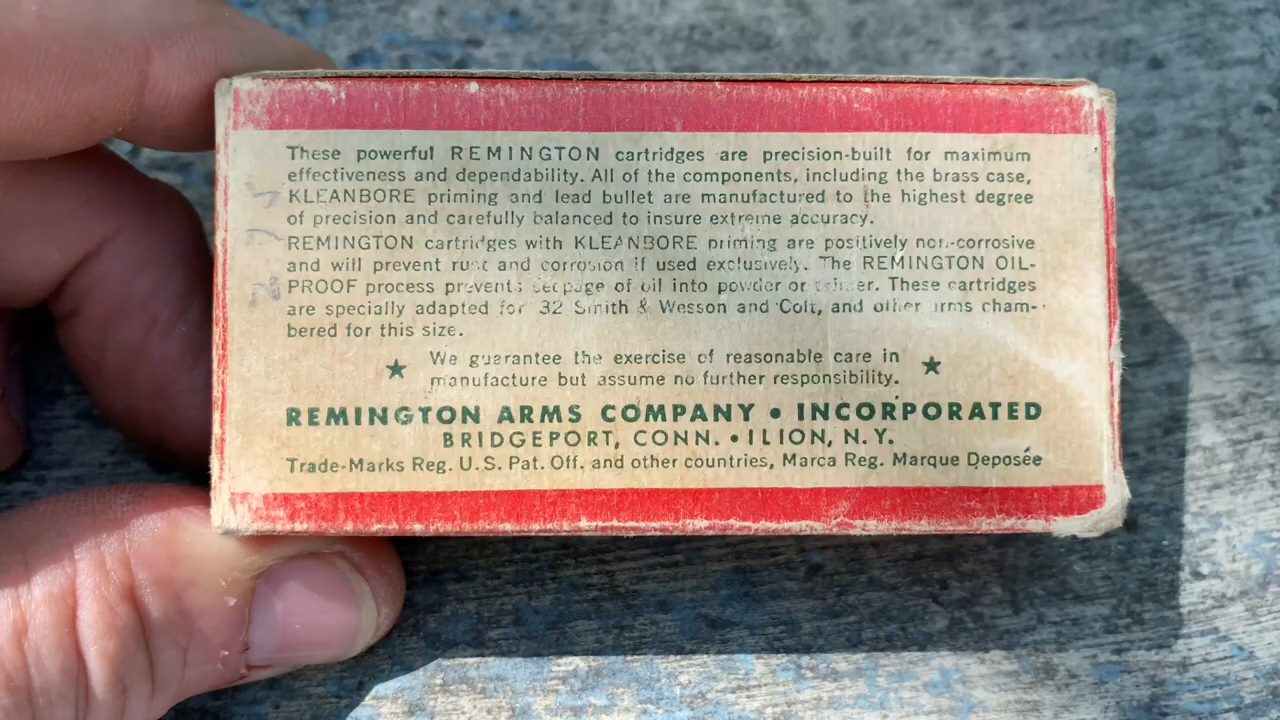 These powerful REMINGTON cartridges are precision-built for maximum
effectiveness and dependability. All of the components, including the brass case,
KLEANBORE priming and lead bullet are manufactured to the highest degree
of precision and carefully balanced to insure extreme accuracy.
REMINGTON cartridges with KLEANBORE priming are positively non-corrosive
and will prevent rust and corrosion if used exclusively. The REMINGTON OIL-
PROOF process prevents seepage of oil into powder or primer. These cartridges
are specially adapted for 32 Smith & Wesson and Colt, and other arms cham-
bered for this size.
★ We guarantee the exercise of reasonable care in ★
manufacture but assume no further responsibility.
REMINGTON ARMS COMPANY • INCORPORATED
BRIDGEPORT, CONN. • ILION, N.Y.
Trade-Marks Reg. U.S. Pat. Off. and other countries, Marca Reg. Marque Deposée